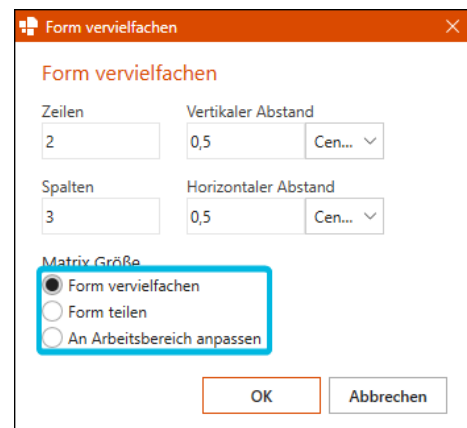 Form vervielfachen
Form vervielfachen
Zeilen Vertikaler Abstand
2 0,5 Cen...
Spalten Horizontaler Abstand
3 0,5 Cen...
Matrix Größe
Form vervielfachen
Form teilen
An Arbeitsbereich anpassen
OK Abbrechen